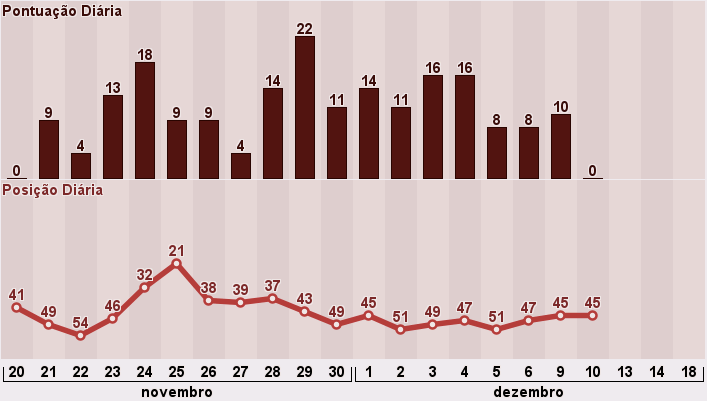 Pontuação Diária
0 9 4 13 18 9 9 4 14 22 11 14 11 16 16 8 8 10 0
Posição Diária
41 49 54 46 32 21 38 39 37 43 49 45 51 49 47 51 47 45 45
20 21 22 23 24 25 26 27 28 29 30 1 2 3 4 5 6 9 10 13 14 18
novembro dezembro